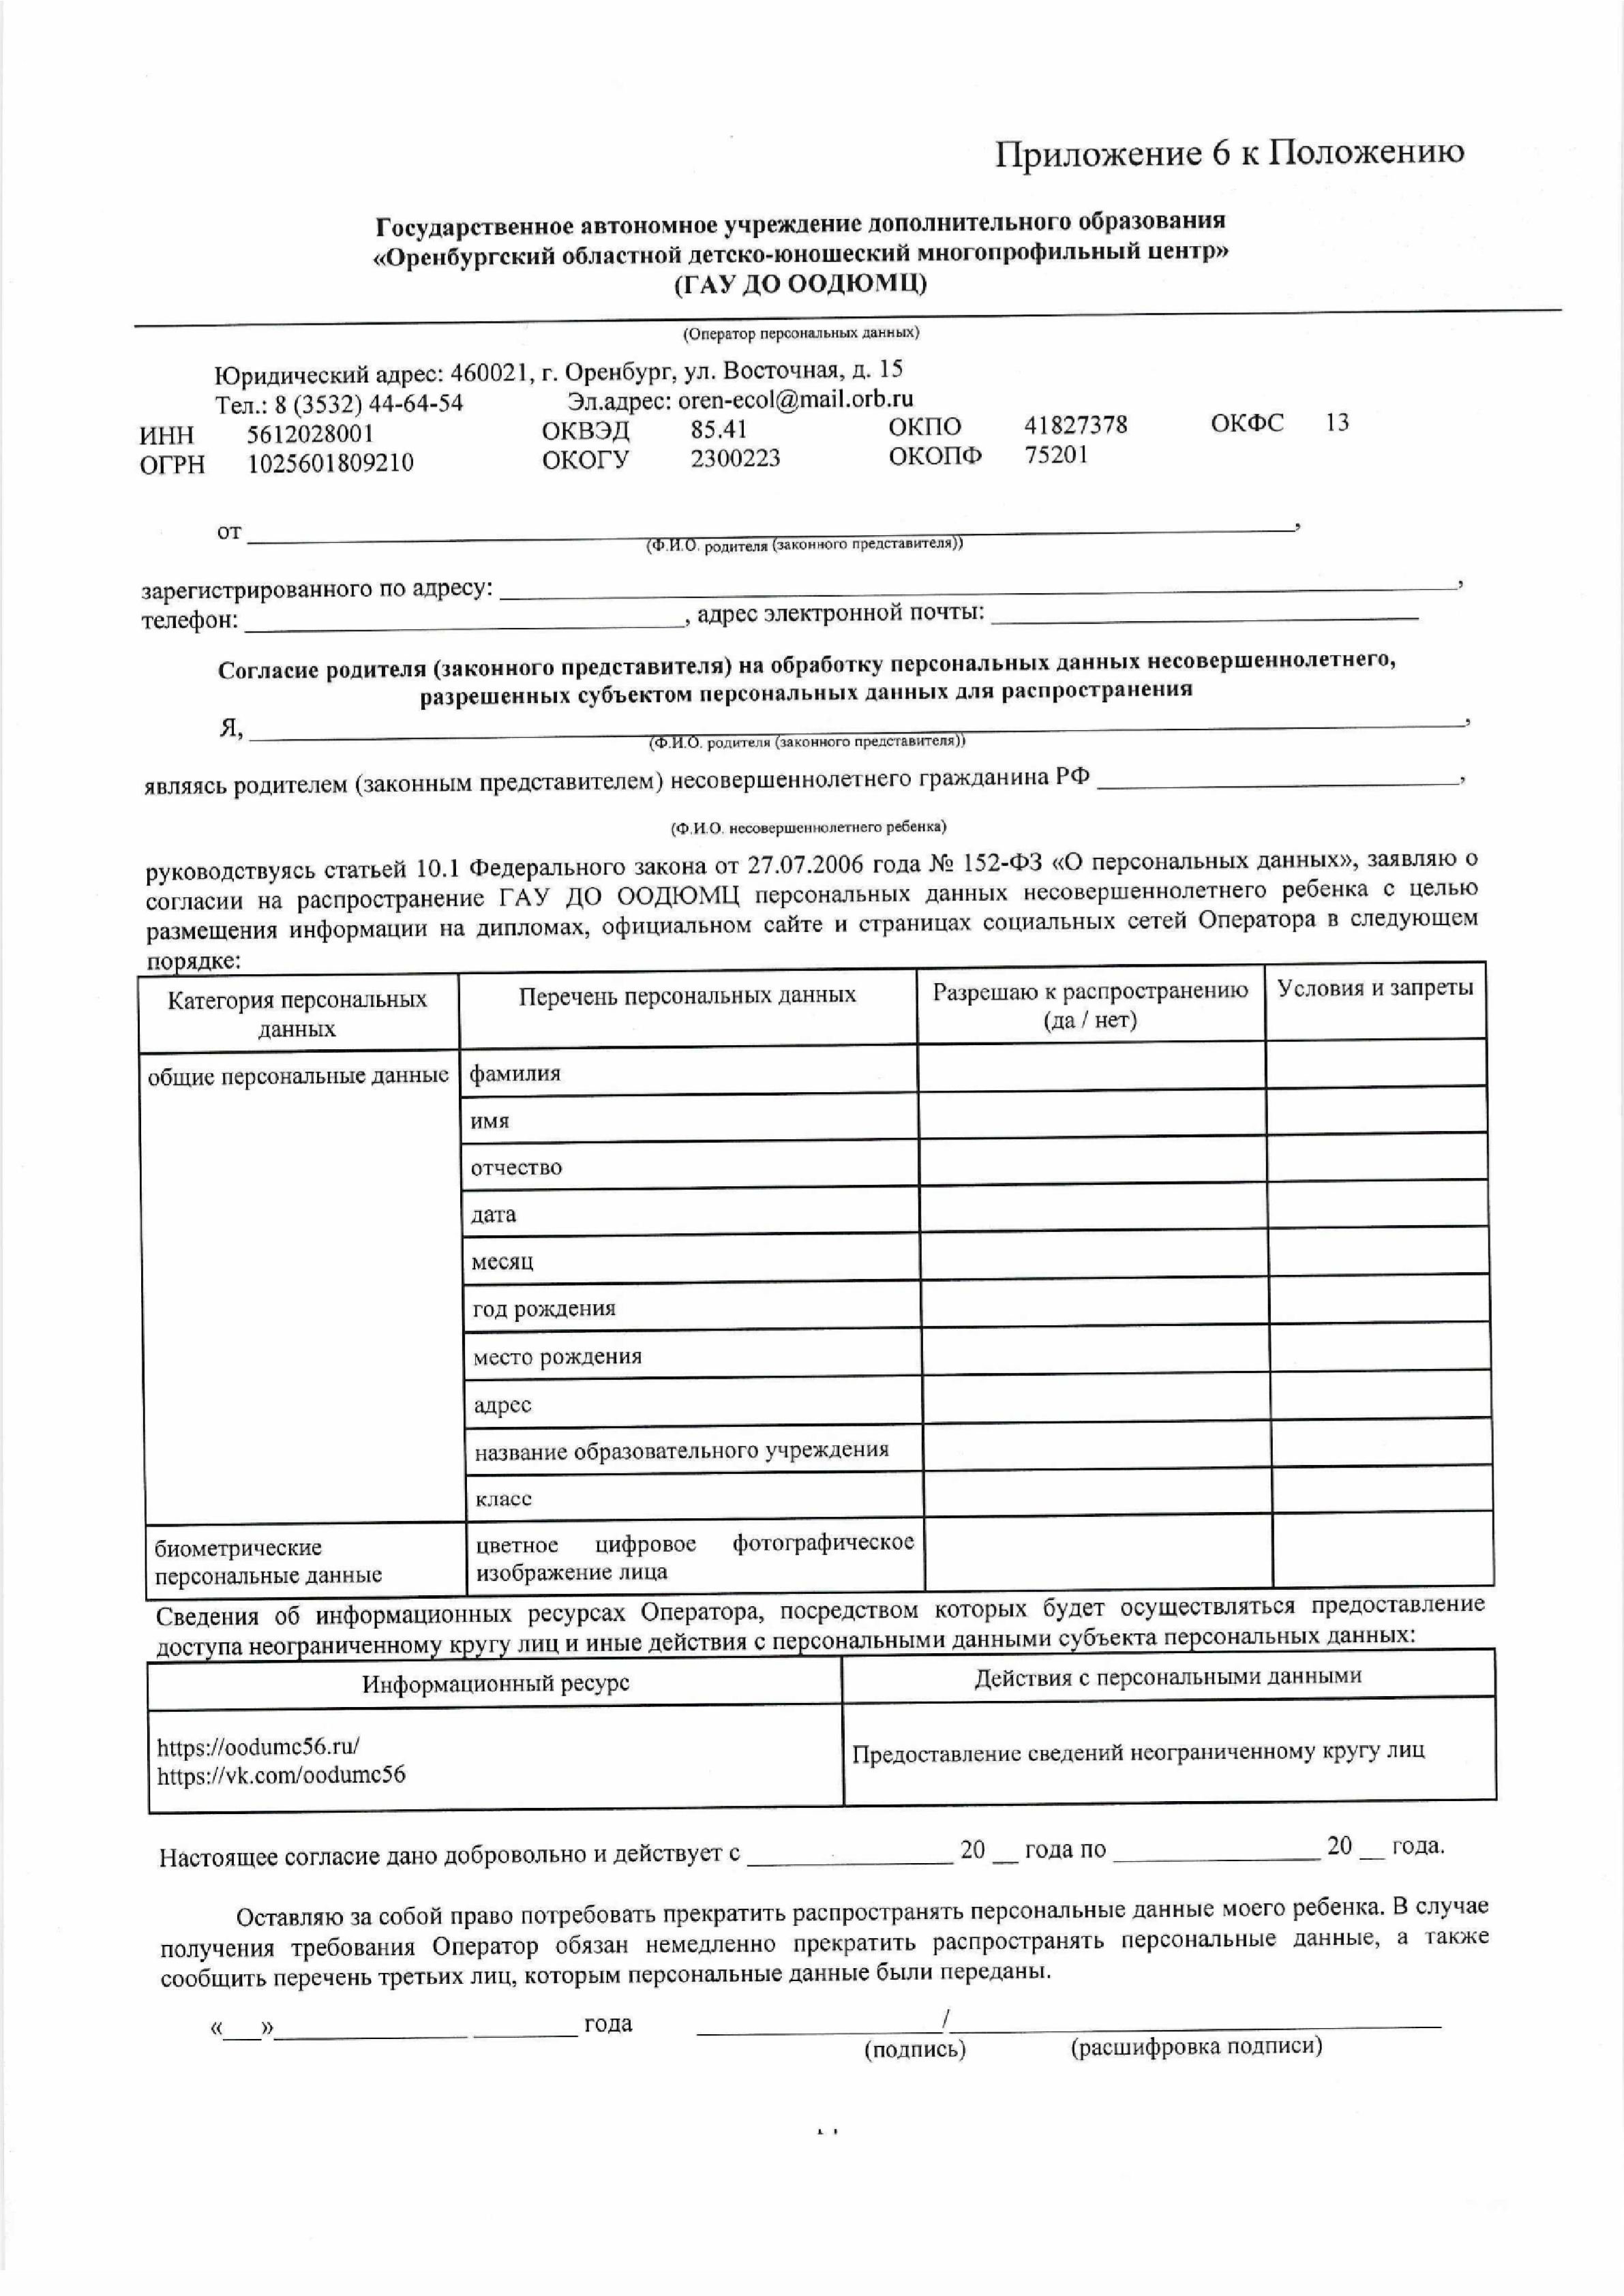 Приложение 6 к Положению
Государственное автономное учреждение дополнительного образования
«Оренбургский областной детско-юношеский многопрофильный центр»
(ГАУ ДО ООДЮМЦ)
(Оператор персональных данных)
Юридический адрес: 460021, г. Оренбург, ул. Восточная, д. 15
Тел.: 8 (3532) 44-64-54 Эл.адрес: oren-ecol@mail.orb.ru
ИНН 5612028001 ОКВЭД 85.41 ОКПО 41827378 ОКФС 13
ОГРН 1025601809210 ОКОГУ 2300223 ОКОПФ 75201
от ______________________________,
(Ф.И.О. родителя (законного представителя))
зарегистрированного по адресу: ______________________________,
телефон: ____________________, адрес электронной почты: ____________________
Согласие родителя (законного представителя) на обработку персональных данных несовершеннолетнего,
разрешенных субъектом персональных данных для распространения
Я, ______________________________,
(Ф.И.О. родителя (законного представителя))
являясь родителем (законным представителем) несовершеннолетнего гражданина РФ ____________________,
(Ф.И.О. несовершеннолетнего ребенка)
руководствуясь статьей 10.1 Федерального закона от 27.07.2006 года № 152-ФЗ «О персональных данных», заявляю о
согласии на распространение ГАУ ДО ООДЮМЦ персональных данных несовершеннолетнего ребенка с целью
размещения информации на дипломах, официальном сайте и страницах социальных сетей Оператора в следующем
порядке:
Категория персональных данных Перечень персональных данных Разрешаю к распространению (да / нет) Условия и запреты
общие персональные данные фамилия
имя
отчество
дата
месяц
год рождения
место рождения
адрес
название образовательного учреждения
класс
биометрические персональные данные цветное цифровое фотографическое изображение лица
Сведения об информационных ресурсах Оператора, посредством которых будет осуществляться предоставление
доступа неограниченному кругу лиц и иные действия с персональными данными субъекта персональных данных:
Информационный ресурс Действия с персональными данными
https://oodumc56.ru/
https://vk.com/oodumc56
Предоставление сведений неограниченному кругу лиц
Настоящее согласие дано добровольно и действует с ________________ 20 __ года по ________________ 20 __ года.
Оставляю за собой право потребовать прекратить распространять персональные данные моего ребенка. В случае
получения требования Оператор обязан немедленно прекратить распространять персональные данные, а также
сообщить перечень третьих лиц, которым персональные данные были переданы.
«___»_______________ ________ года ___________________/______________________________
(подпись) (расшифровка подписи)